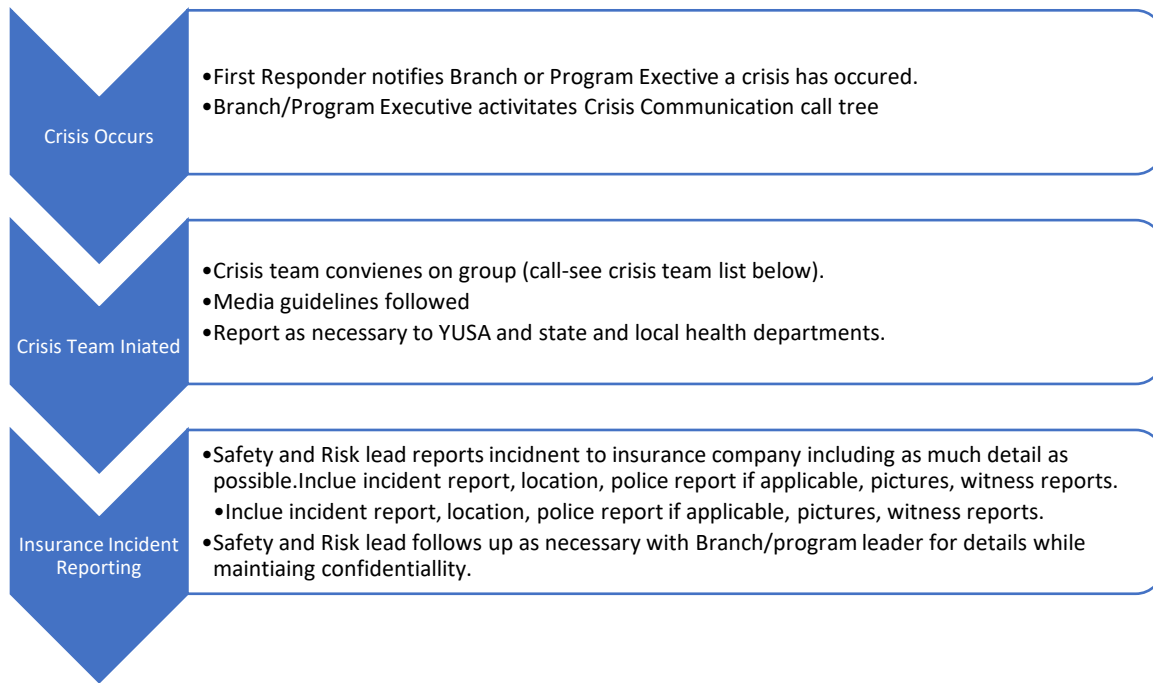 Crisis Occurs
•First Responder notifies Branch or Program Exective a crisis has occured.
•Branch/Program Executive activitates Crisis Communication call tree
Crisis Team Iniated
•Crisis team convienes on group (call-see crisis team list below).
•Media guidelines followed
•Report as necessary to YUSA and state and local health departments.
Insurance Incident
Reporting
•Safety and Risk lead reports incidnent to insurance company including as much detail as
possible.Inclue incident report, location, police report if applicable, pictures, witness reports.
•Inclue incident report, location, police report if applicable, pictures, witness reports.
•Safety and Risk lead follows up as necessary with Branch/program leader for details while
maintiaing confidentiallity.